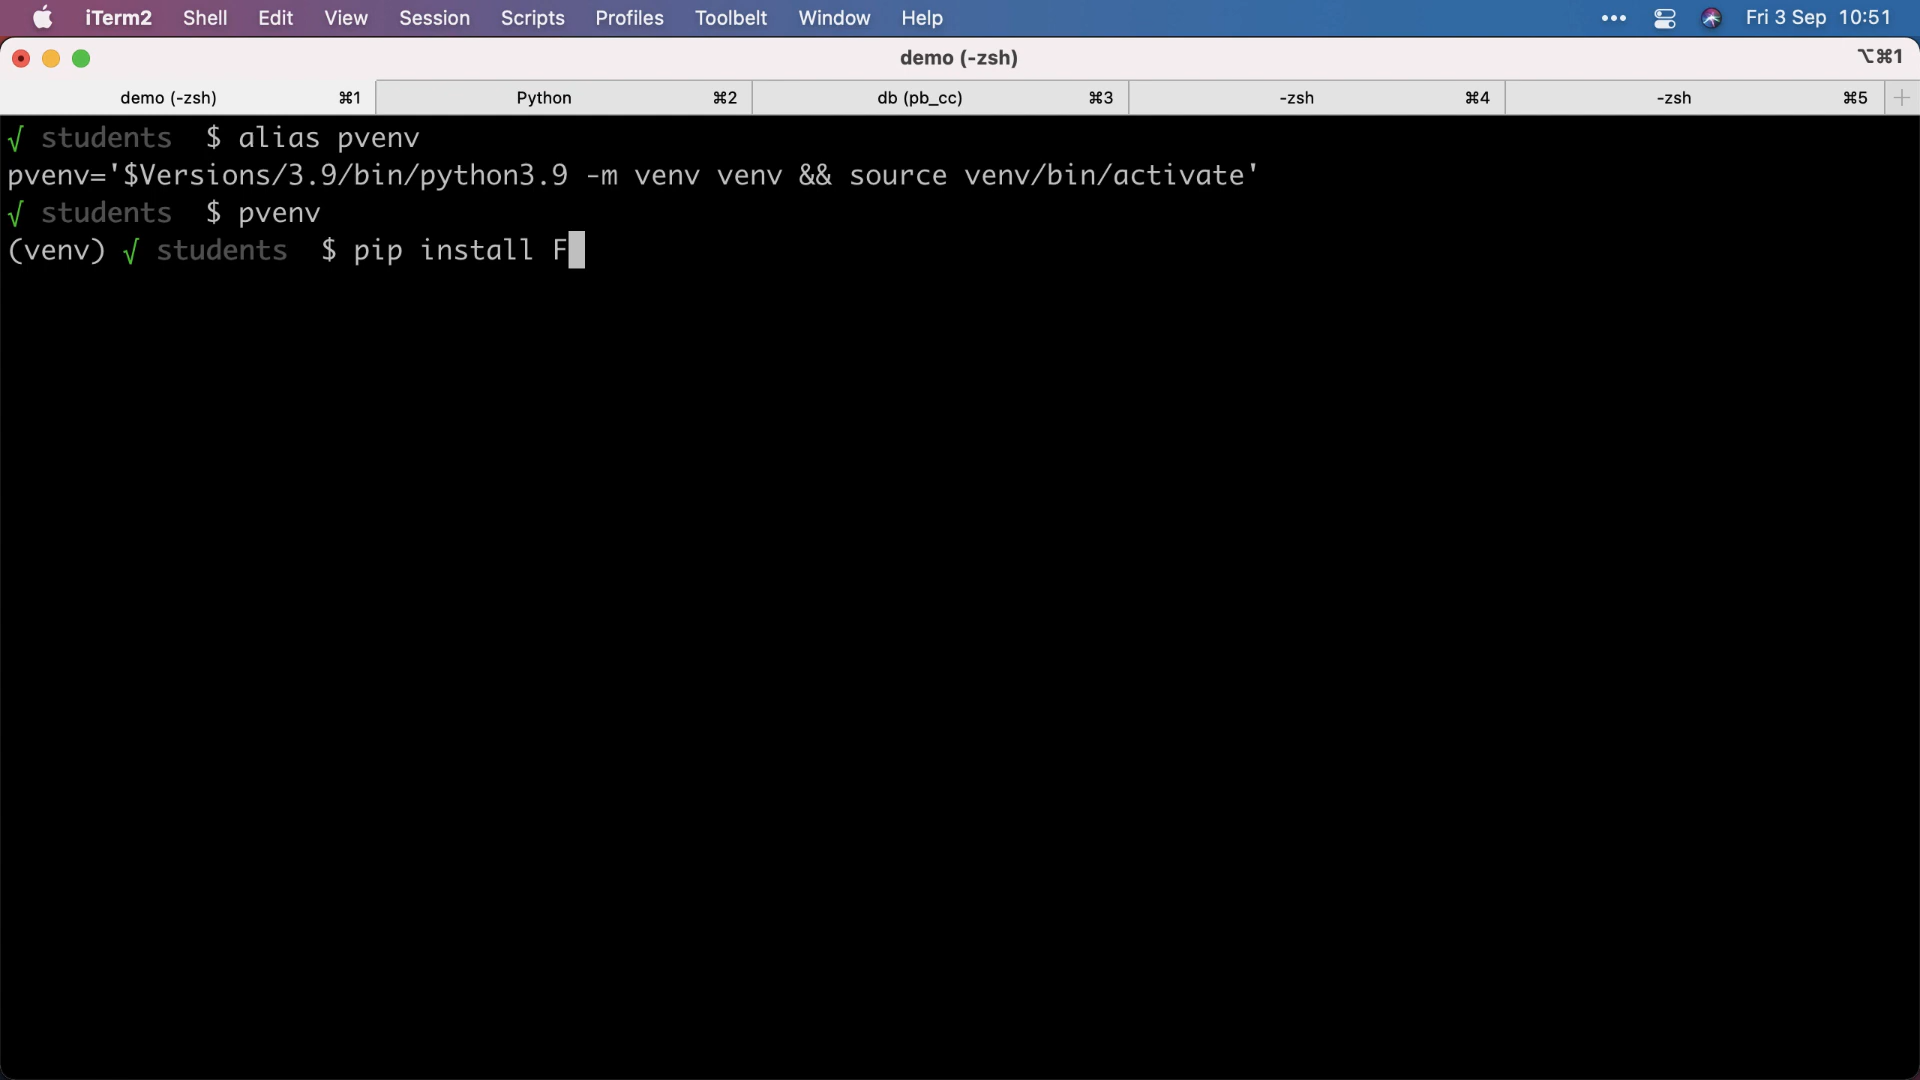 iTerm2 Shell Edit View Session Scripts Profiles Toolbelt Window Help ••• Fri 3 Sep 10:51
demo (-zsh) ⌥⌘1
demo (-zsh) ⌘1 Python ⌘2 db (pb_cc) ⌘3 -zsh ⌘4 -zsh ⌘5 +
√ students $ alias pvenv
pvenv='$Versions/3.9/bin/python3.9 -m venv venv && source venv/bin/activate'
√ students $ pvenv
(venv) √ students $ pip install F